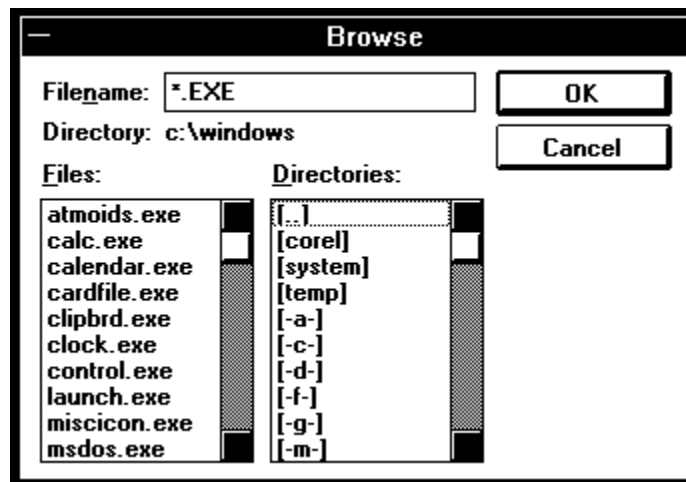 Browse
Filename: *.EXE
OK
Directory: c:\windows
Cancel
Files:
Directories:
atmoids.exe
calc.exe
calendar.exe
cardfile.exe
clipbrd.exe
clock.exe
control.exe
launch.exe
miscicon.exe
msdos.exe
[..]
[corel]
[system]
[temp]
[-a-]
[-c-]
[-d-]
[-f-]
[-g-]
[-m-]